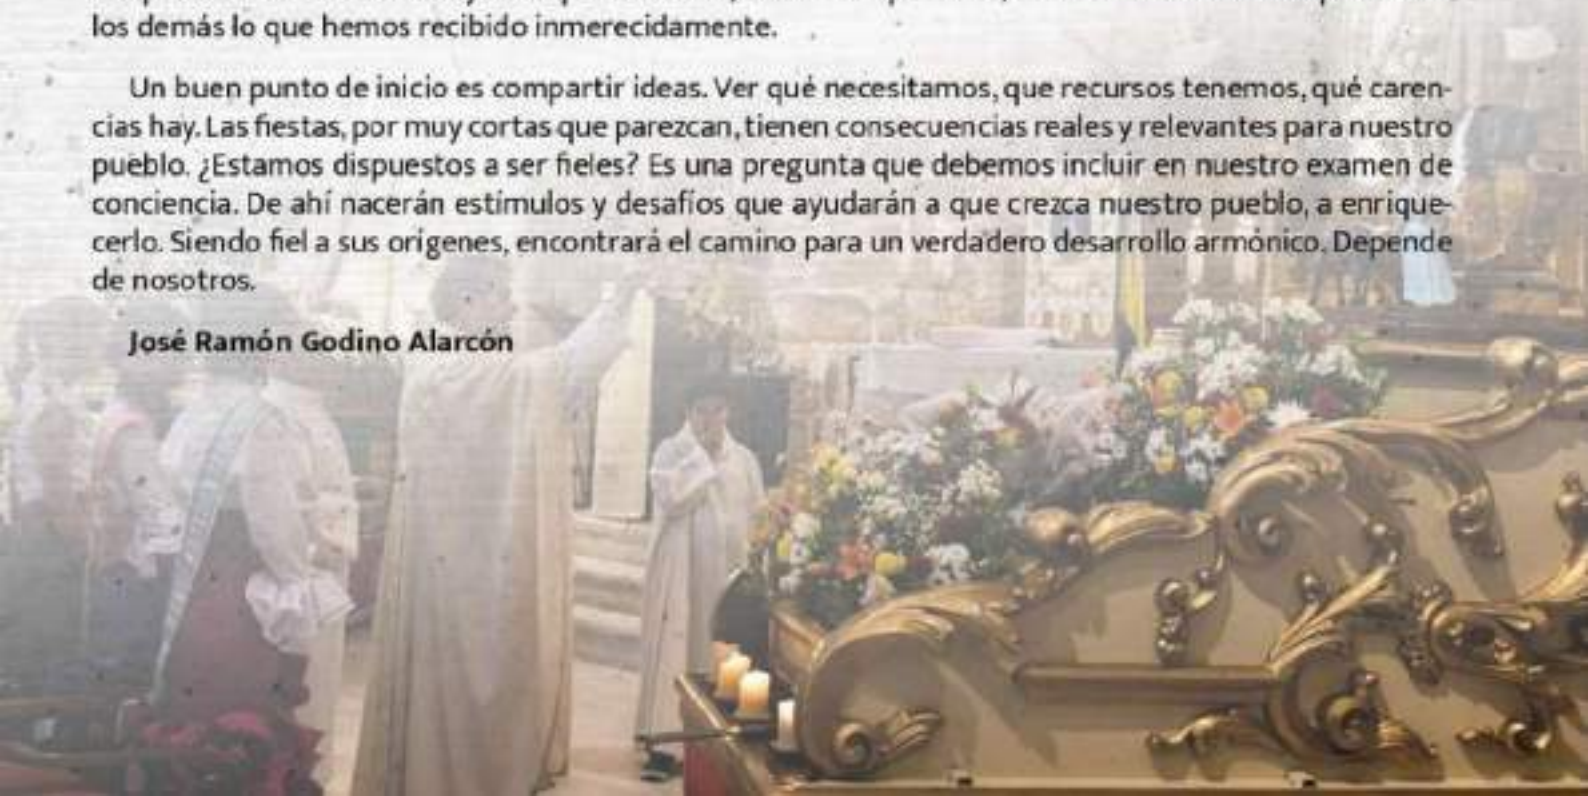 los demás lo que hemos recibido inmerecidamente.
Un buen punto de inicio es compartir ideas. Ver qué necesitamos, que recursos tenemos, qué caren-
cias hay. Las fiestas, por muy cortas que parezcan, tienen consecuencias reales y relevantes para nuestro
pueblo. ¿Estamos dispuestos a ser fieles? Es una pregunta que debemos incluir en nuestro examen de
conciencia. De ahí nacerán estímulos y desafíos que ayudarán a que crezca nuestro pueblo, a enrique-
cerlo. Siendo fiel a sus orígenes, encontrará el camino para un verdadero desarrollo armónico. Depende
de nosotros.
José Ramón Godino Alarcón